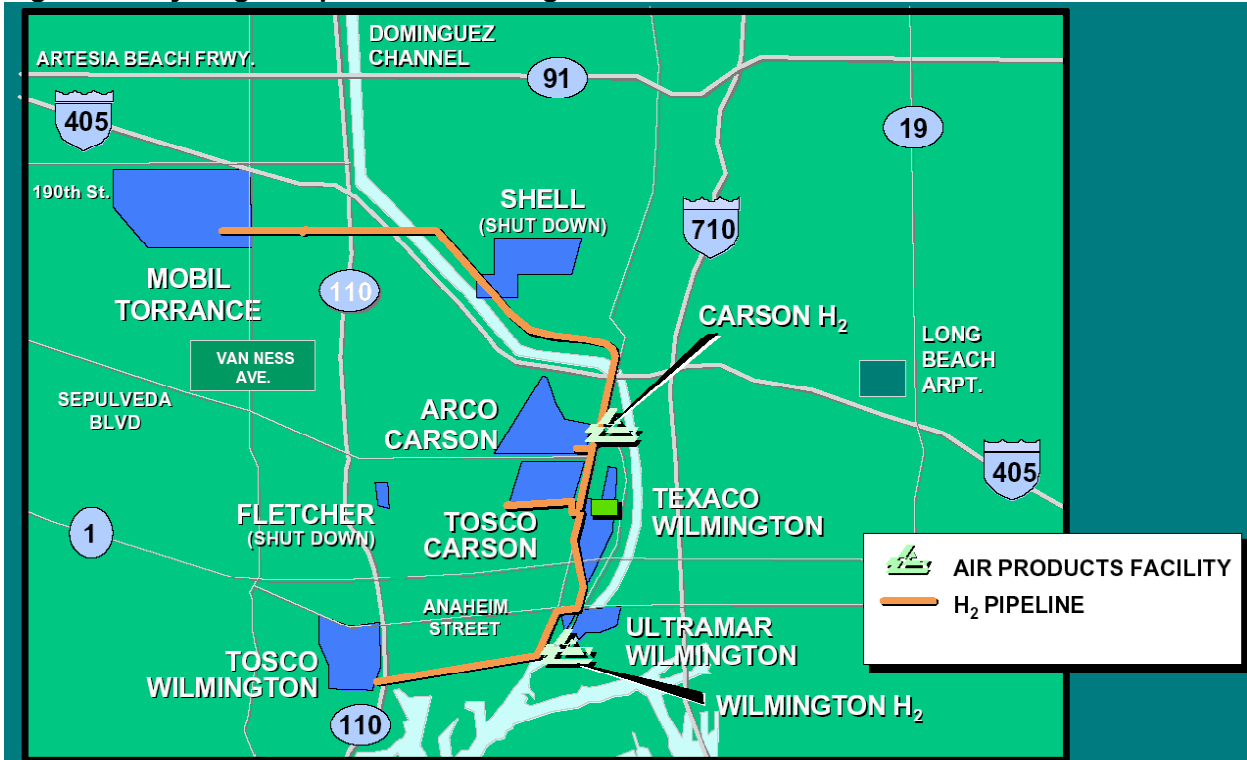 DOMINGUEZ
CHANNEL
ARTESIA BEACH FRWY.
91
405
19
190th St.
SHELL
(SHUT DOWN)
710
MOBIL
TORRANCE
110
CARSON H2
LONG
BEACH
ARPT.
VAN NESS
AVE.
SEPULVEDA
BLVD
ARCO
CARSON
405
TEXACO
WILMINGTON
FLETCHER
(SHUT DOWN)
TOSCO
CARSON
1
AIR PRODUCTS FACILITY
H2 PIPELINE
ANAHEIM
STREET
ULTRAMAR
WILMINGTON
TOSCO
WILMINGTON
WILMINGTON H2
110